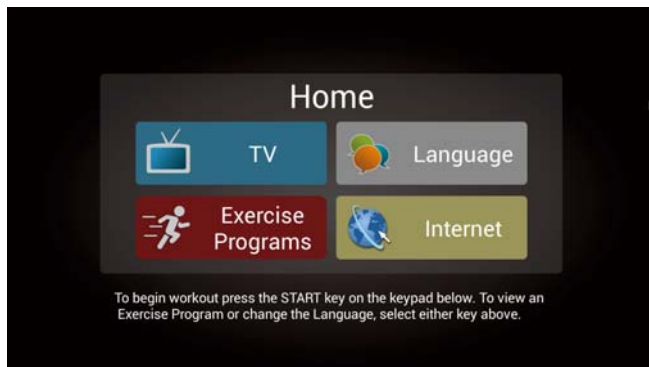 Home
TV
Language
Exercise
Programs
Internet
To begin workout press the START key on the keypad below. To view an
Exercise Program or change the Language, select either key above.